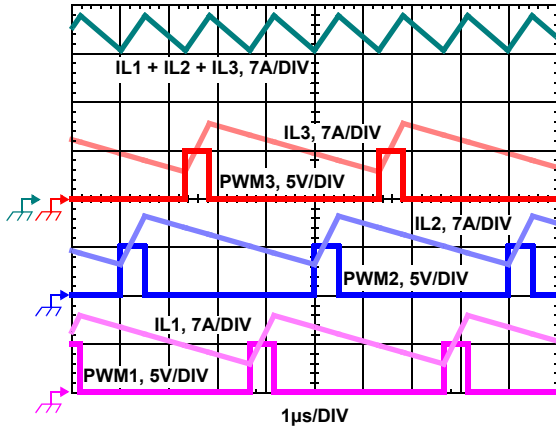 IL1 + IL2 + IL3, 7A/DIV
IL3, 7A/DIV
PWM3, 5V/DIV
IL2, 7A/DIV
PWM2, 5V/DIV
IL1, 7A/DIV
PWM1, 5V/DIV
1µs/DIV